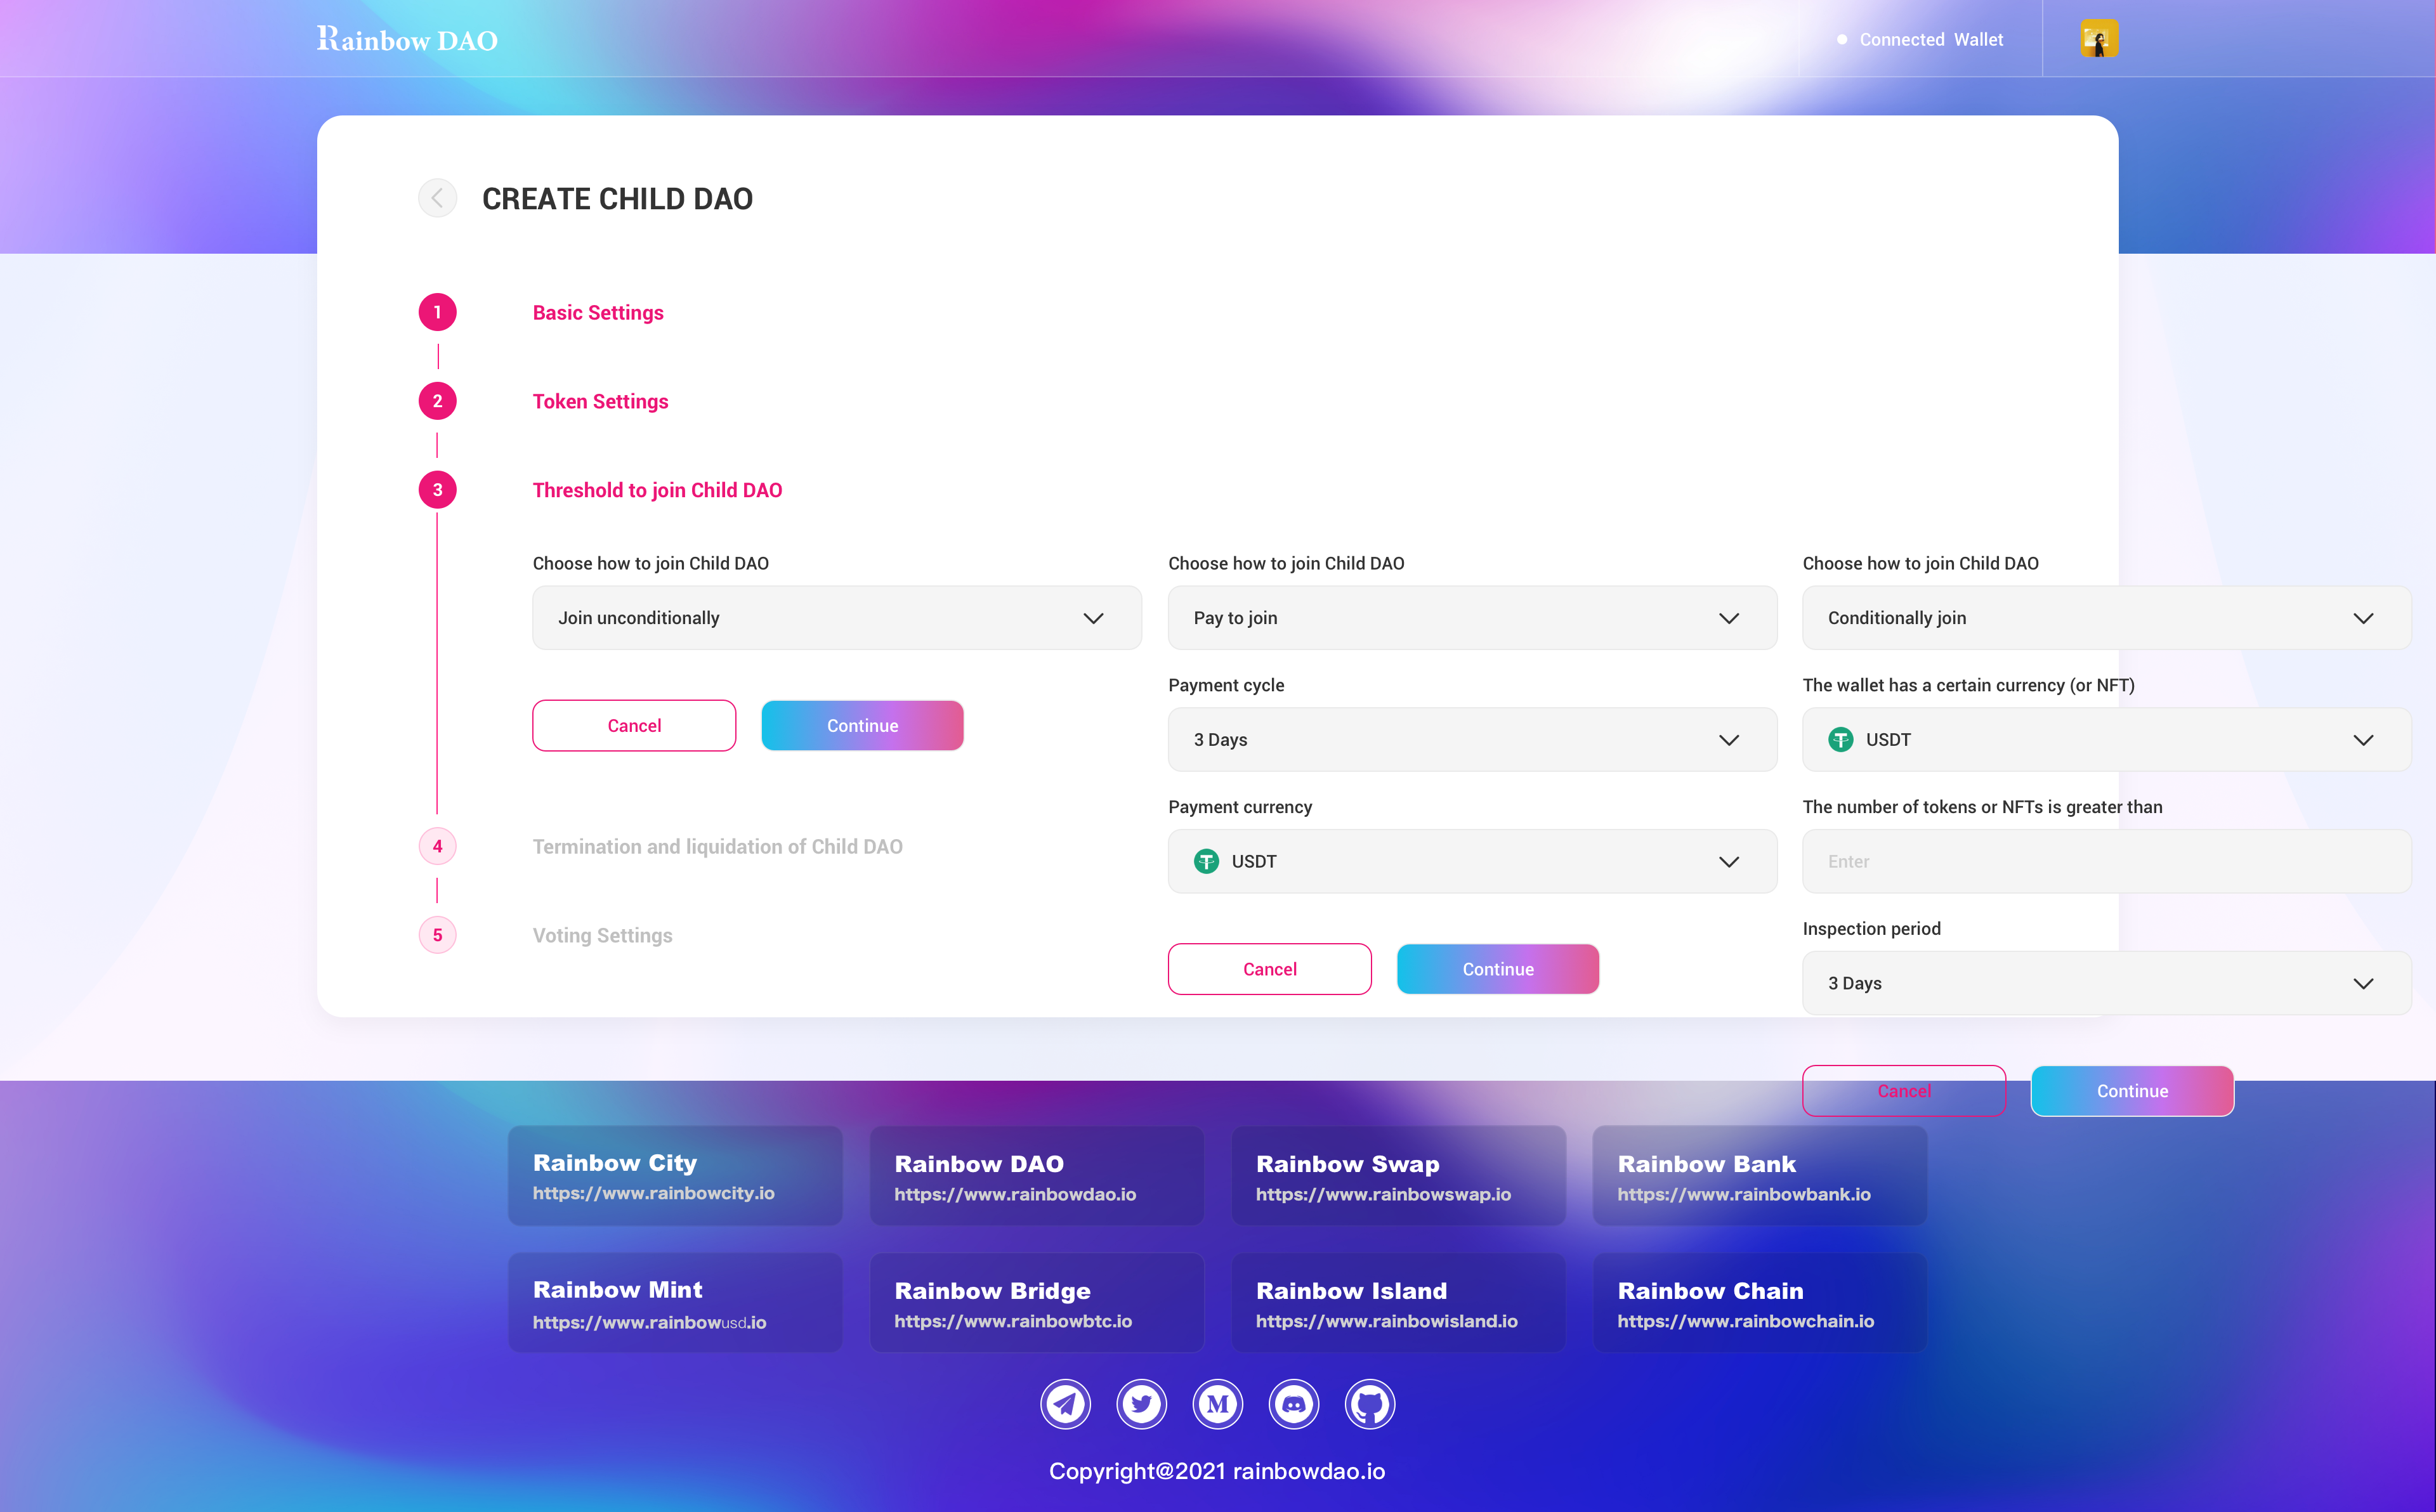 Rainbow DAO
Connected Wallet
CREATE CHILD DAO
1
Basic Settings
2
Token Settings
3
Threshold to join Child DAO
Choose how to join Child DAO
Join unconditionally
Cancel
Continue
Choose how to join Child DAO
Pay to join
Payment cycle
3 Days
Payment currency
USDT
Cancel
Continue
Choose how to join Child DAO
Conditionally join
The wallet has a certain currency (or NFT)
USDT
The number of tokens or NFTs is greater than
Enter
Inspection period
3 Days
Cancel
Continue
4
Termination and liquidation of Child DAO
5
Voting Settings
Rainbow City
https://www.rainbowcity.io
Rainbow DAO
https://www.rainbowdao.io
Rainbow Swap
https://www.rainbowswap.io
Rainbow Bank
https://www.rainbowbank.io
Rainbow Mint
https://www.rainbowusd.io
Rainbow Bridge
https://www.rainbowbtc.io
Rainbow Island
https://www.rainbowisland.io
Rainbow Chain
https://www.rainbowchain.io
Copyright@2021 rainbowdao.io